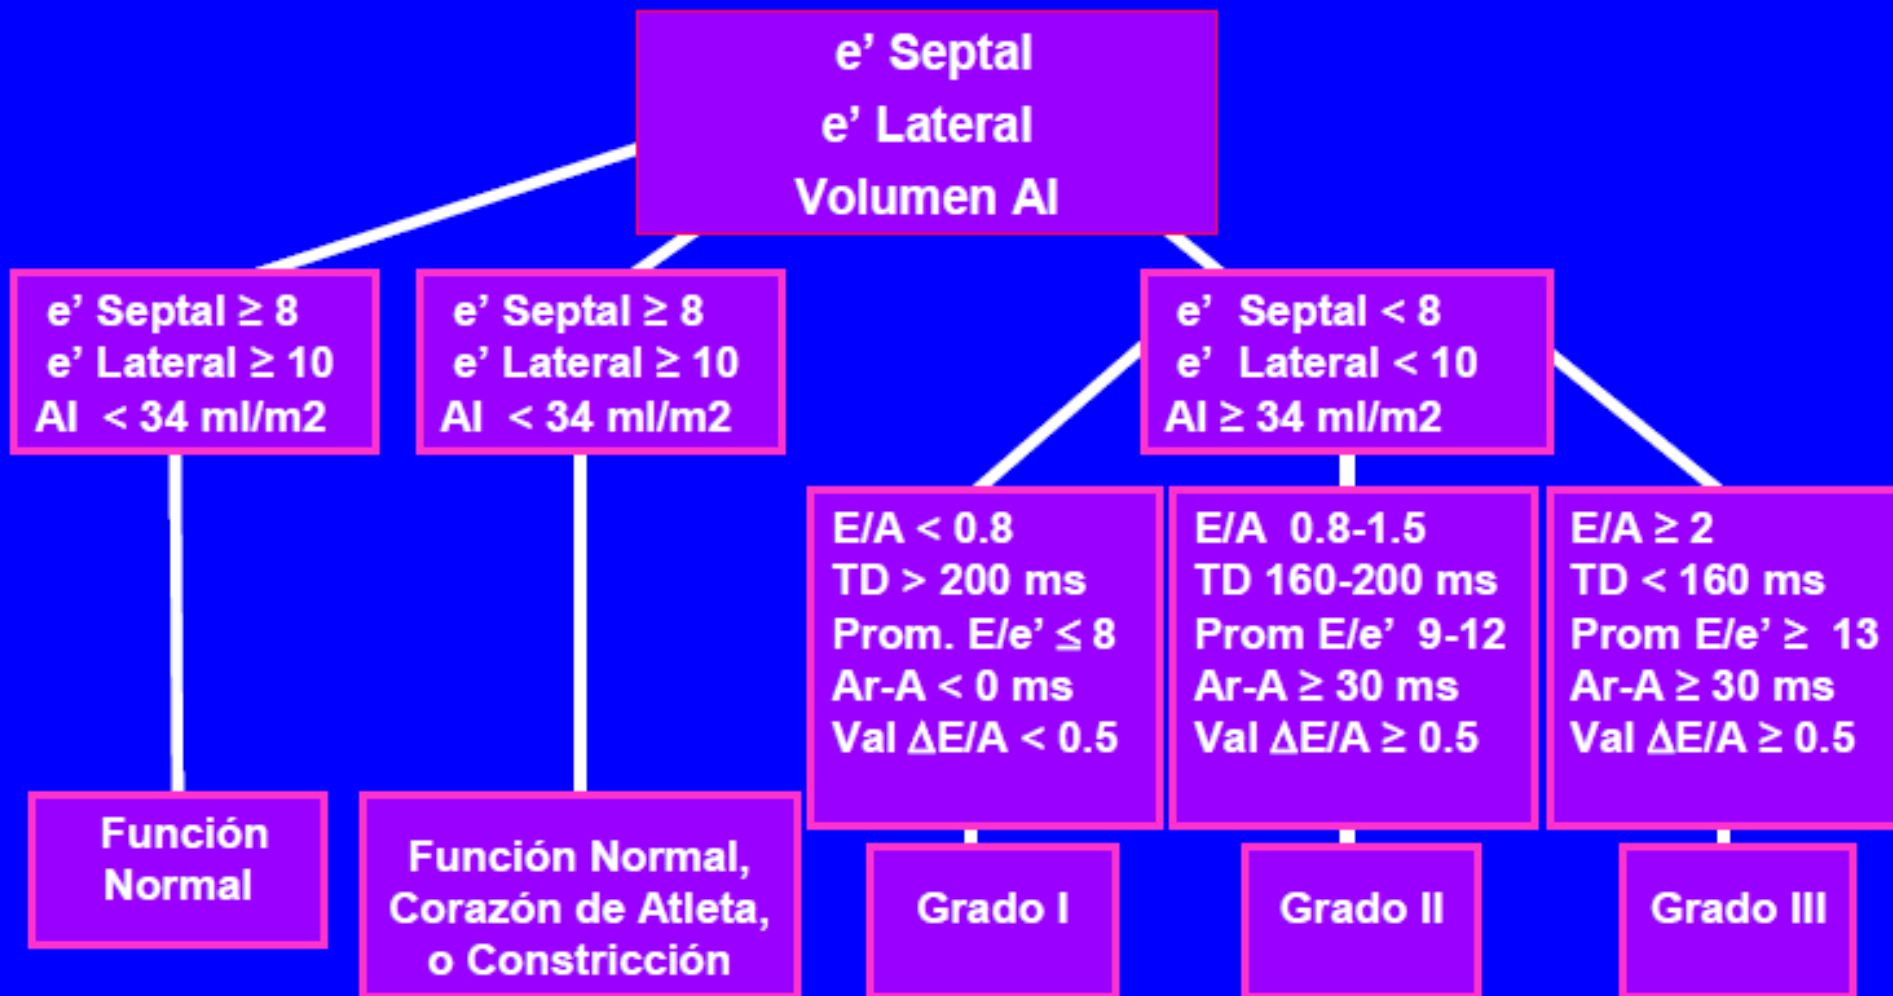 e’ Septal
e’ Lateral
Volumen AI
e’ Septal ≥ 8
e’ Lateral ≥ 10
AI < 34 ml/m2
e’ Septal ≥ 8
e’ Lateral ≥ 10
AI < 34 ml/m2
e’ Septal < 8
e’ Lateral < 10
AI ≥ 34 ml/m2
E/A < 0.8
TD > 200 ms
Prom. E/e’ ≤ 8
Ar-A < 0 ms
Val ΔE/A < 0.5
E/A 0.8-1.5
TD 160-200 ms
Prom E/e’ 9-12
Ar-A ≥ 30 ms
Val ΔE/A ≥ 0.5
E/A ≥ 2
TD < 160 ms
Prom E/e’ ≥ 13
Ar-A ≥ 30 ms
Val ΔE/A ≥ 0.5
Función
Normal
Función Normal,
Corazón de Atleta,
o Constricción
Grado I
Grado II
Grado III